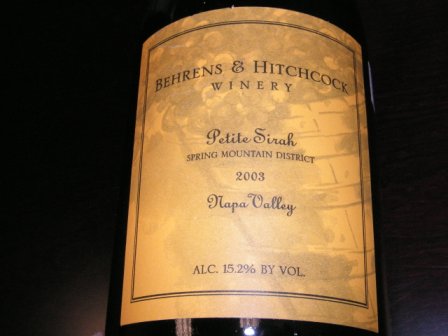 BEHRENS & HITCHCOCK
WINERY
Petite Sirah
SPRING MOUNTAIN DISTRICT
2003
Napa Valley
ALC. 15.2% BY VOL.